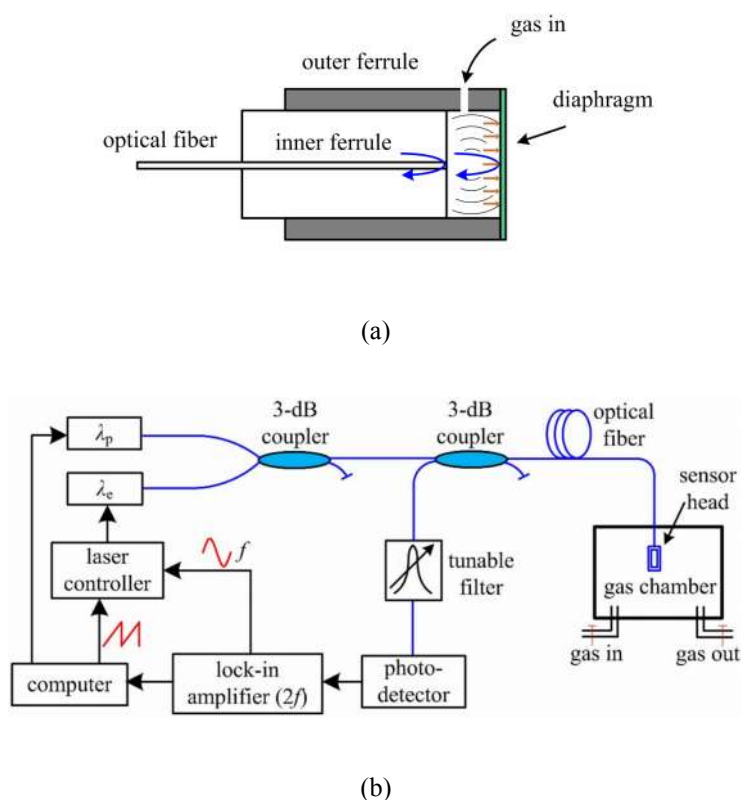 gas in
outer ferrule
diaphragm
optical fiber
inner ferrule
(a)
3-dB
coupler
3-dB
coupler
optical
fiber
λp
λe
sensor
head
laser
controller
f
tunable
filter
gas chamber
gas in
gas out
computer
lock-in
amplifier (2f)
photo-
detector
(b)